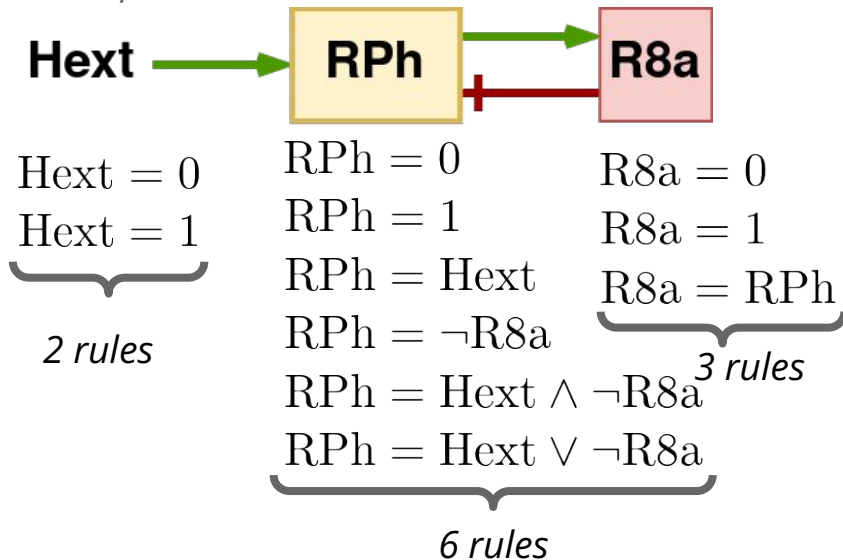 Hext
RPh
R8a
Hext = 0
Hext = 1
2 rules
RPh = 0
RPh = 1
RPh = Hext
RPh = ¬R8a
RPh = Hext ∧ ¬R8a
RPh = Hext ∨ ¬R8a
6 rules
R8a = 0
R8a = 1
R8a = RPh
3 rules